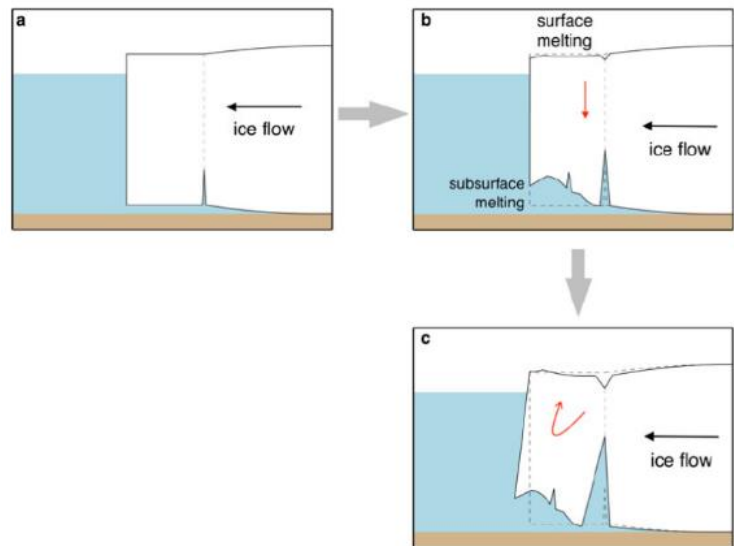 a
ice flow
b
surface
melting
ice flow
subsurface
melting
c
ice flow